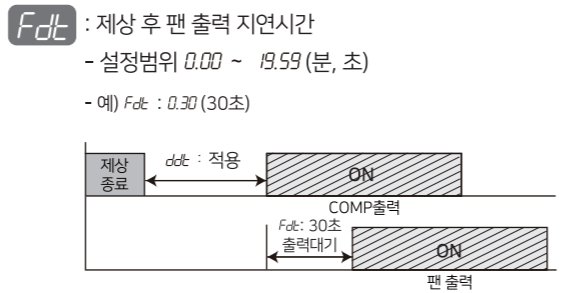 Fdt : 제상 후 팬 출력 지연시간
- 설정범위 0.00 ~ 19.59 (분, 초)
- 예) Fdt : 0.30 (30초)
제상
종료
ddt : 적용
ON
COMP출력
Fdt: 30초
출력대기
ON
팬 출력